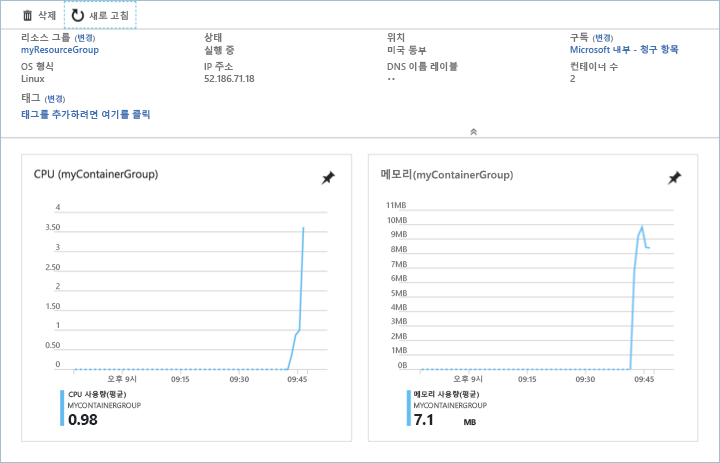 삭제 새로 고침
리소스 그룹 (변경) 상태 위치 구독 (변경)
myResourceGroup 실행 중 미국 동부 Microsoft 내부 - 청구 항목
OS 형식 IP 주소 DNS 이름 레이블 컨테이너 수
Linux 52.186.71.18 -- 2
태그 (변경)
태그를 추가하려면 여기를 클릭
CPU (myContainerGroup)
4
3.50
3
2.50
2
1.50
1
0.50
0
오후 9시 09:15 09:30 09:45
CPU 사용량(평균)
MYCONTAINERGROUP
0.98
메모리(myContainerGroup)
11MB
10MB
9MB
8MB
7MB
6MB
5MB
4MB
3MB
2MB
1MB
0B
오후 9시 09:15 09:30 09:45
메모리 사용량(평균)
MYCONTAINERGROUP
7.1 MB